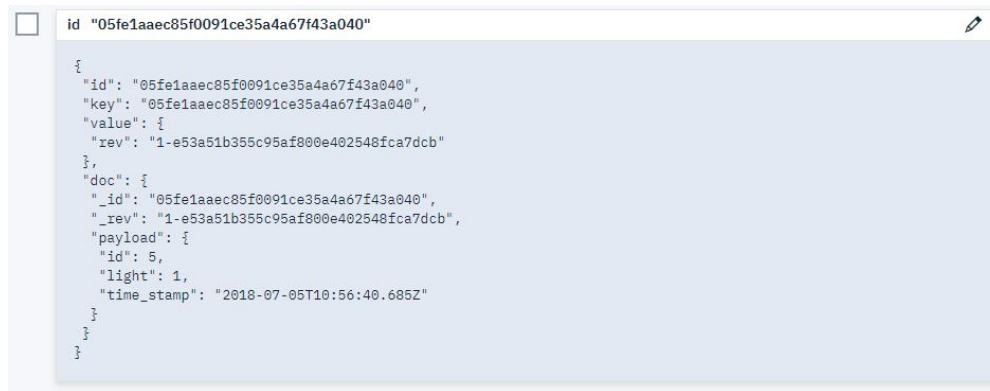 id "05fe1aaec85f0091ce35a4a67f43a040"
{
"id": "05fe1aaec85f0091ce35a4a67f43a040",
"key": "05fe1aaec85f0091ce35a4a67f43a040",
"value": {
"rev": "1-e53a51b355c95af800e402548fca7dcb"
},
"doc": {
"_id": "05fe1aaec85f0091ce35a4a67f43a040",
"_rev": "1-e53a51b355c95af800e402548fca7dcb",
"payload": {
"id": 5,
"light": 1,
"time_stamp": "2018-07-05T10:56:40.685Z"
}
}
}